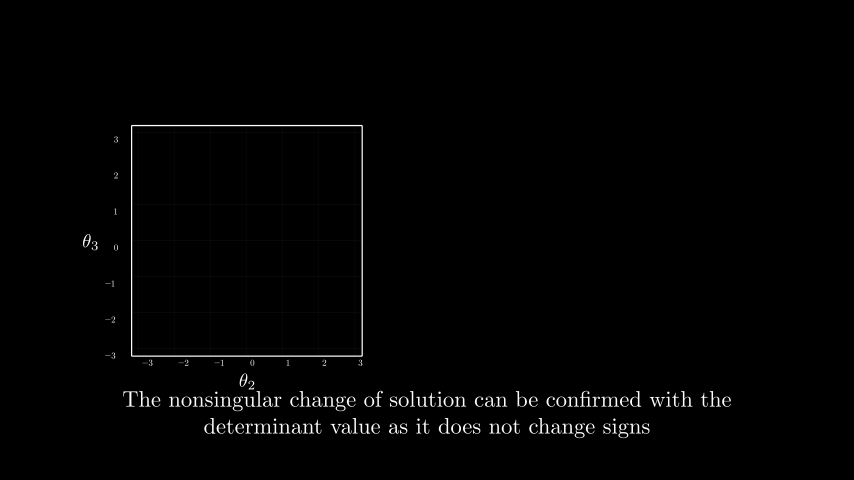 3
2
1
θ3 0
−1
−2
−3
−3 −2 −1 0 1 2 3
θ2
The nonsingular change of solution can be confirmed with the
determinant value as it does not change signs